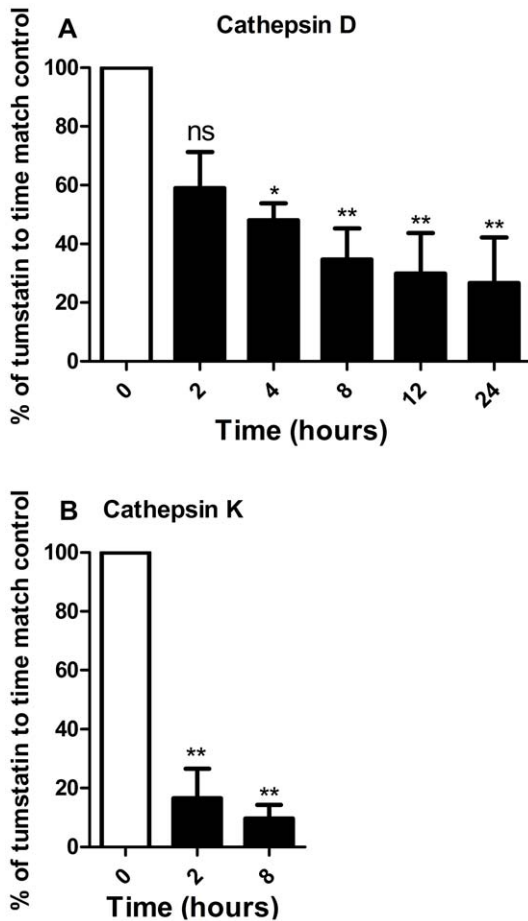 A Cathepsin D
% of tumstatin to time match control
100
80
60
40
20
0
ns
*
**
**
**
0 2 4 8 12 24
Time (hours)
B Cathepsin K
% of tumstatin to time match control
100
80
60
40
20
0
**
**
0 2 8
Time (hours)